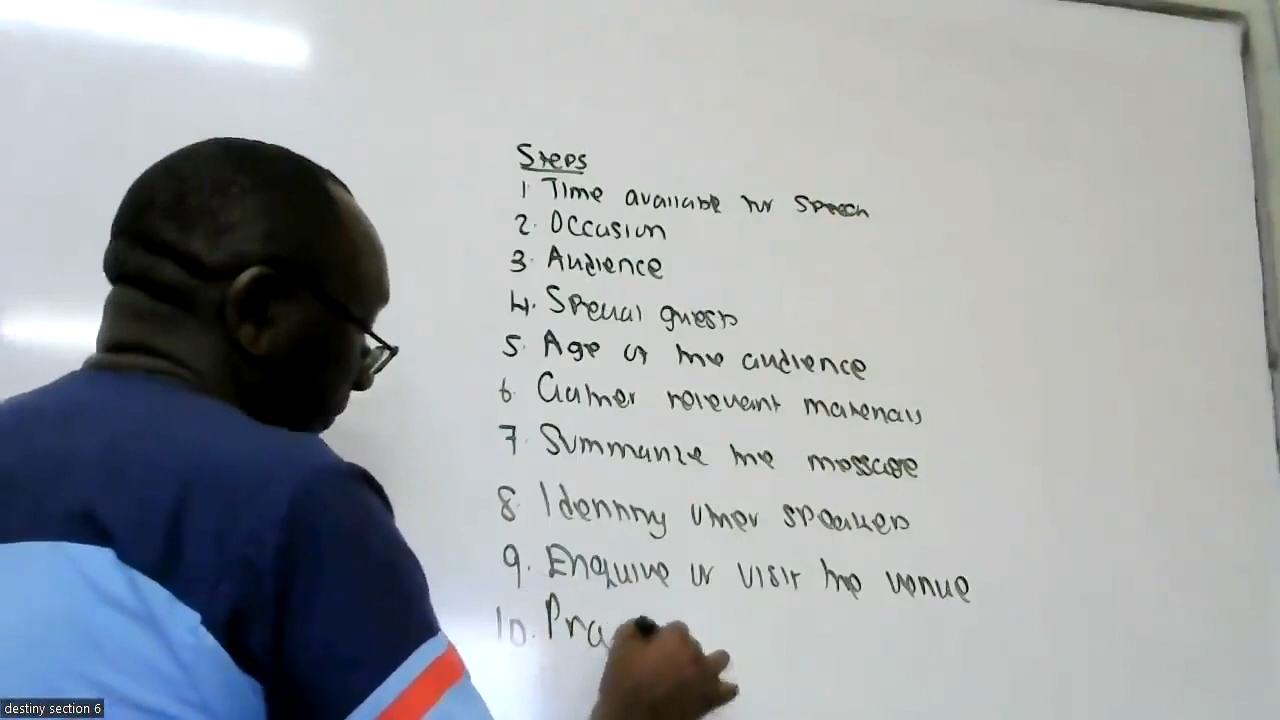 Steps
1. Time available for speech
2. Occasion
3. Audience
4. Special guests
5. Age of the audience
6. Gather relevant materials
7. Summarize the message
8. Identify other speakers
9. Enquire or visit the venue
10. Pra
destiny section 6